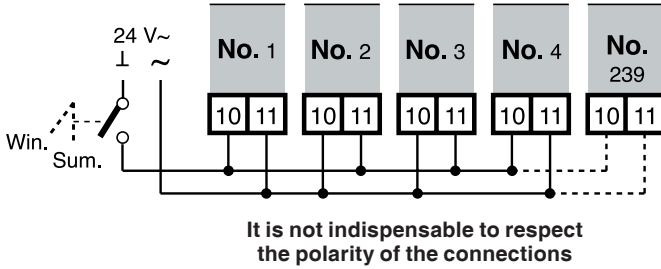 24 V~
⊥ ~
Win.
Sum.
No. 1
No. 2
No. 3
No. 4
No.
239
10 11
10 11
10 11
10 11
10 11
It is not indispensable to respect
the polarity of the connections